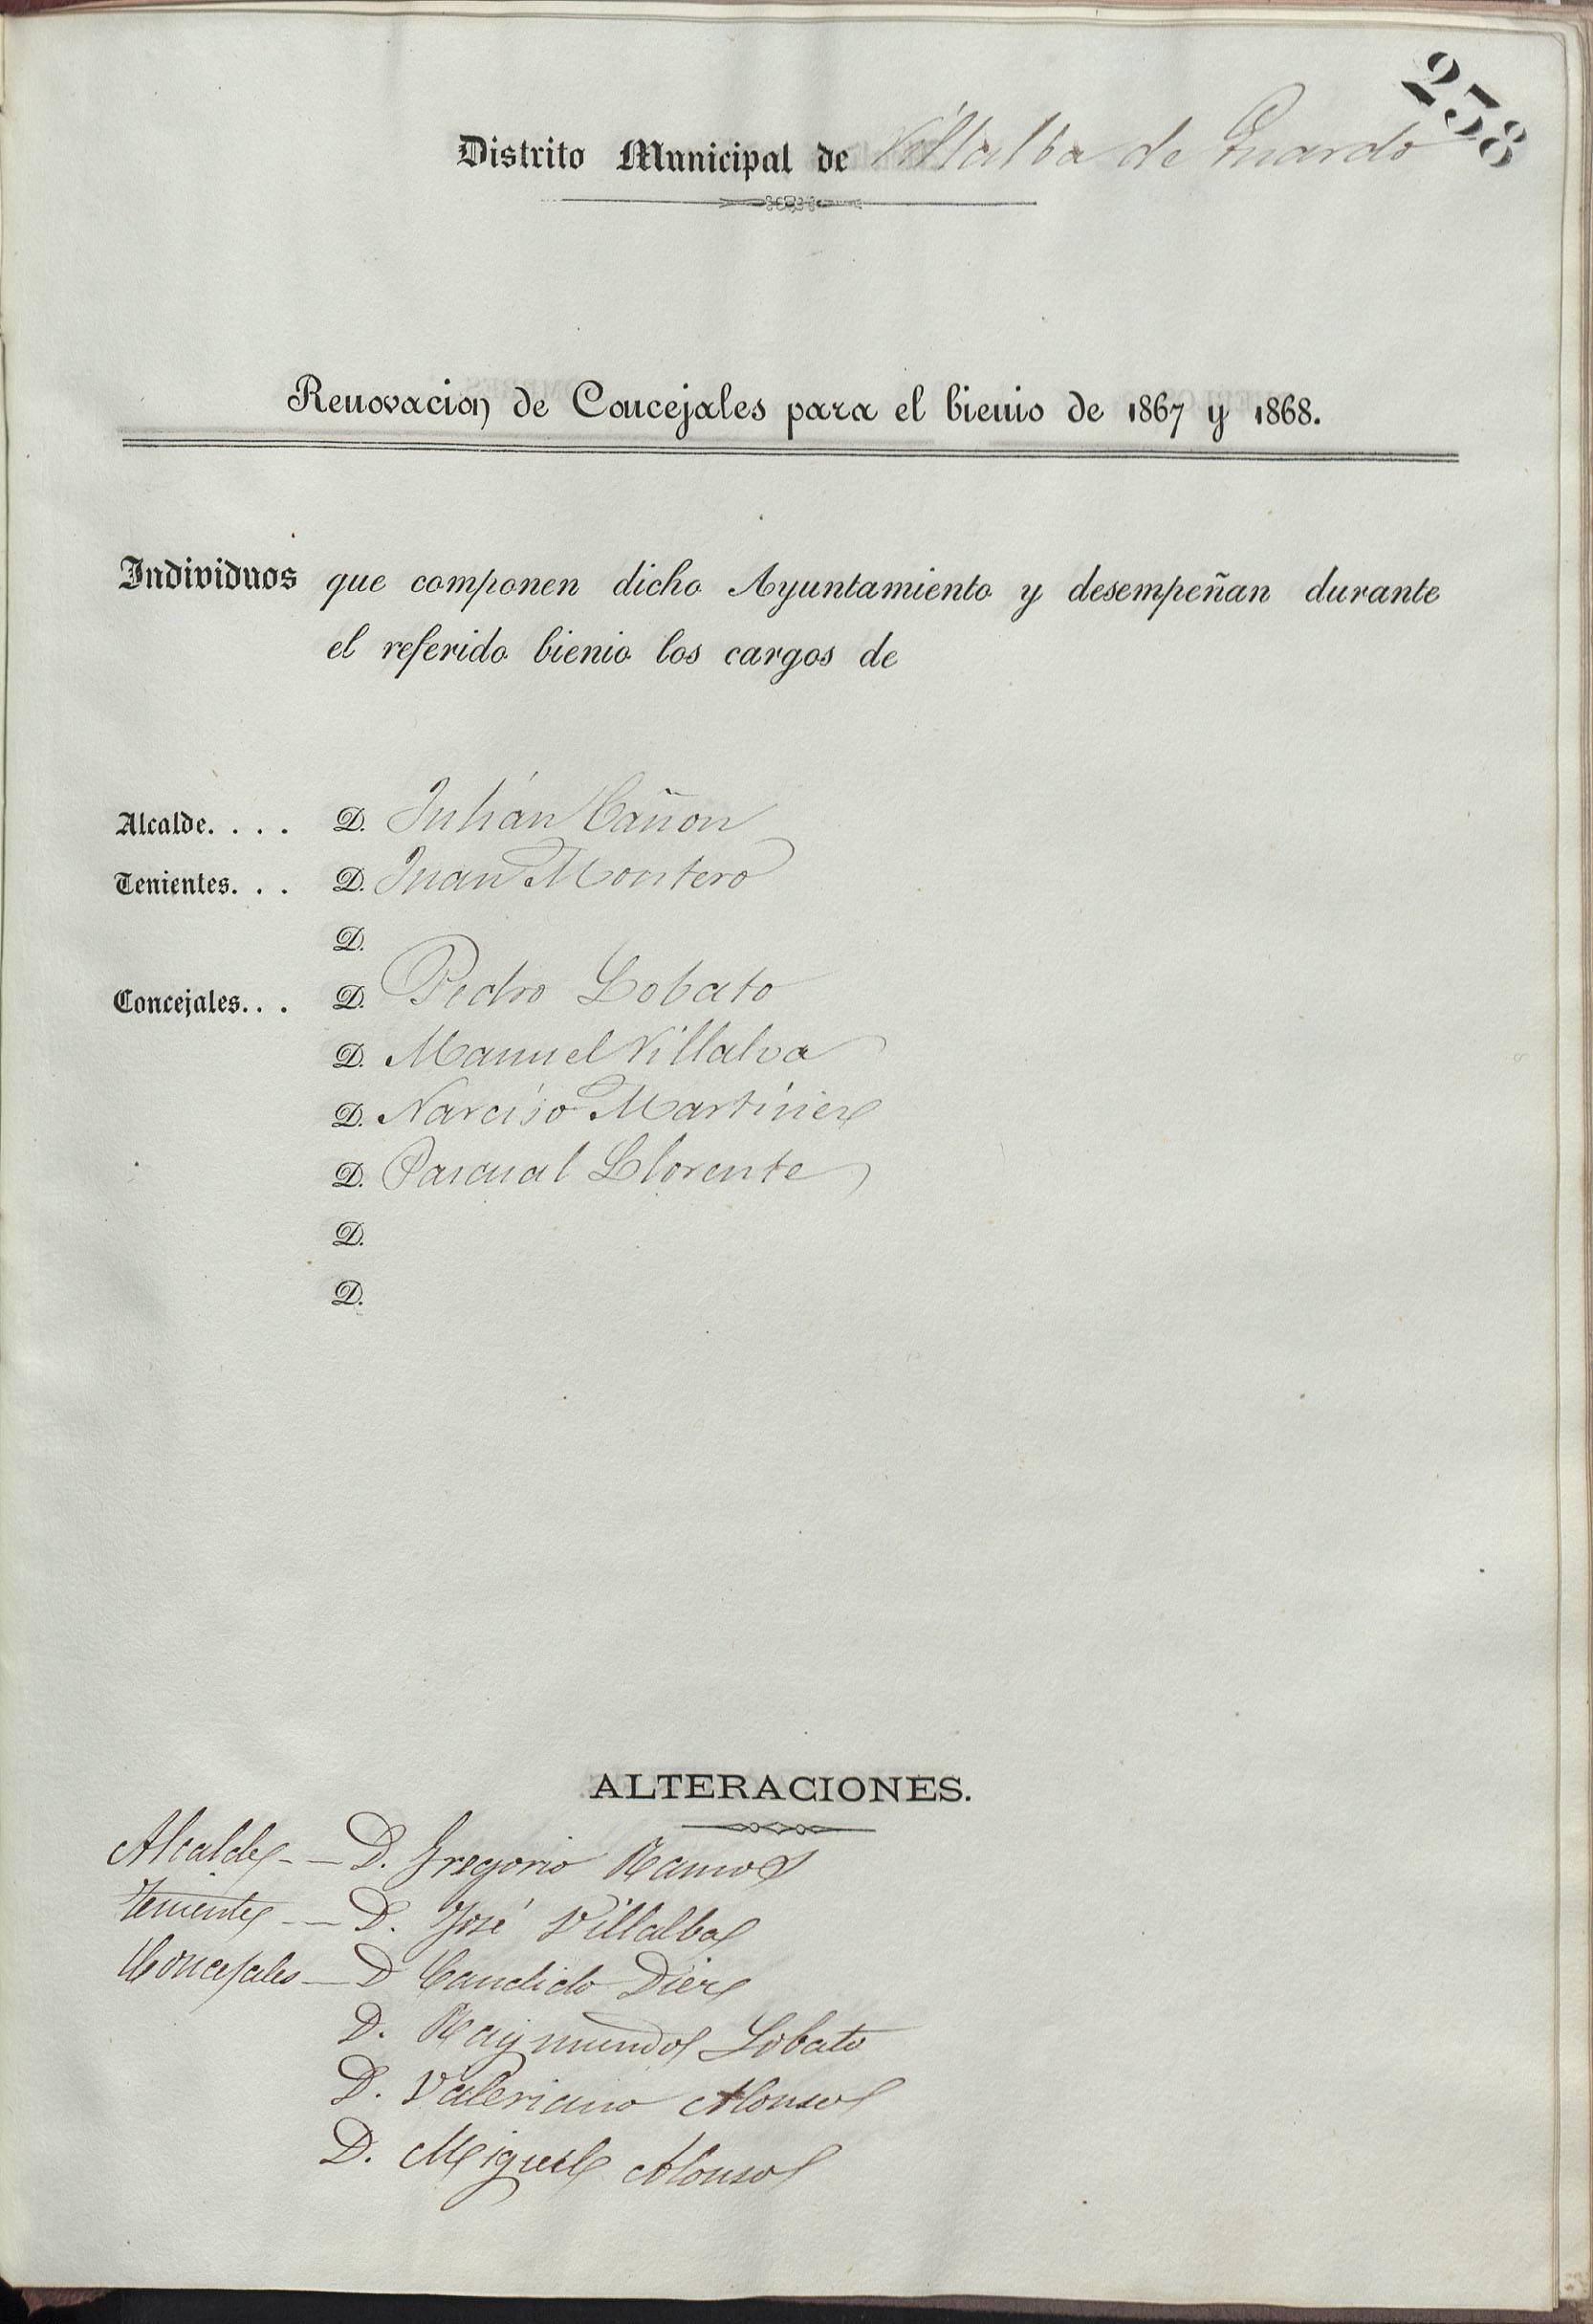 258
Distrito Municipal de Villalba de Guardo
Renovacion de Concejales para el bienio de 1867 y 1868.
Individuos que componen dicho Ayuntamiento y desempeñan durante
el referido bienio los cargos de
Alcalde. . . . D. Julián Cañon
Tenientes. . . D. Juan Montero
D.
Concejales. . . D. Pedro Lobato
D. Manuel Villalva
D. Narciso Martínez
D. Pascual Llorente
D.
D.
ALTERACIONES.
Alcalde - - D. Gregorio Ramos
Teniente - - D. José Villalba
Concejales - D Candido Diez
D. Raymundo Lobato
D. Valeriano Alonso
D. Miguel Alonso